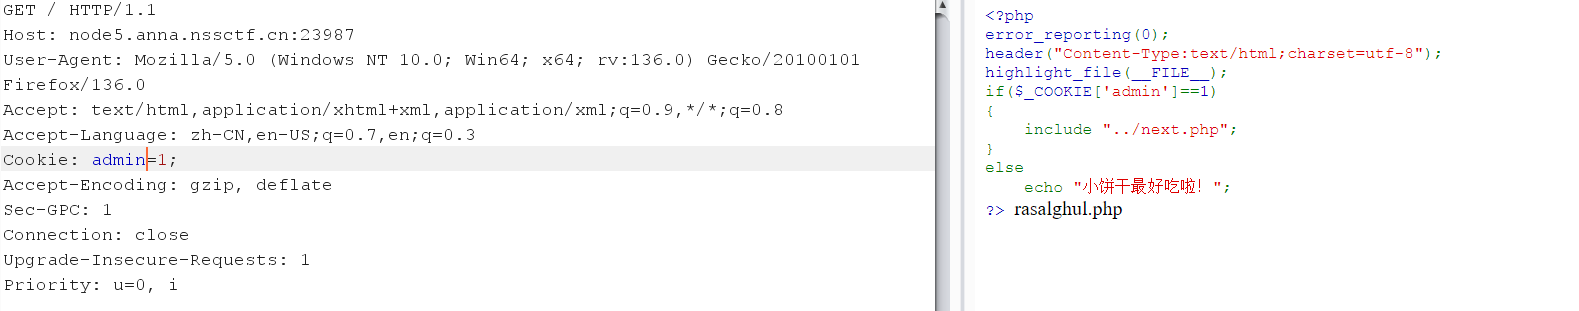 GET / HTTP/1.1
Host: node5.anna.nssctf.cn:23987
User-Agent: Mozilla/5.0 (Windows NT 10.0; Win64; x64; rv:136.0) Gecko/20100101
Firefox/136.0
Accept: text/html,application/xhtml+xml,application/xml;q=0.9,*/*;q=0.8
Accept-Language: zh-CN,en-US;q=0.7,en;q=0.3
Cookie: admin=1;
Accept-Encoding: gzip, deflate
Sec-GPC: 1
Connection: close
Upgrade-Insecure-Requests: 1
Priority: u=0, i
<?php
error_reporting(0);
header("Content-Type:text/html;charset=utf-8");
highlight_file(__FILE__);
if($_COOKIE['admin']==1)
{
    include "../next.php";
}
else
    echo "小饼干最好吃啦！";
?> rasalghul.php